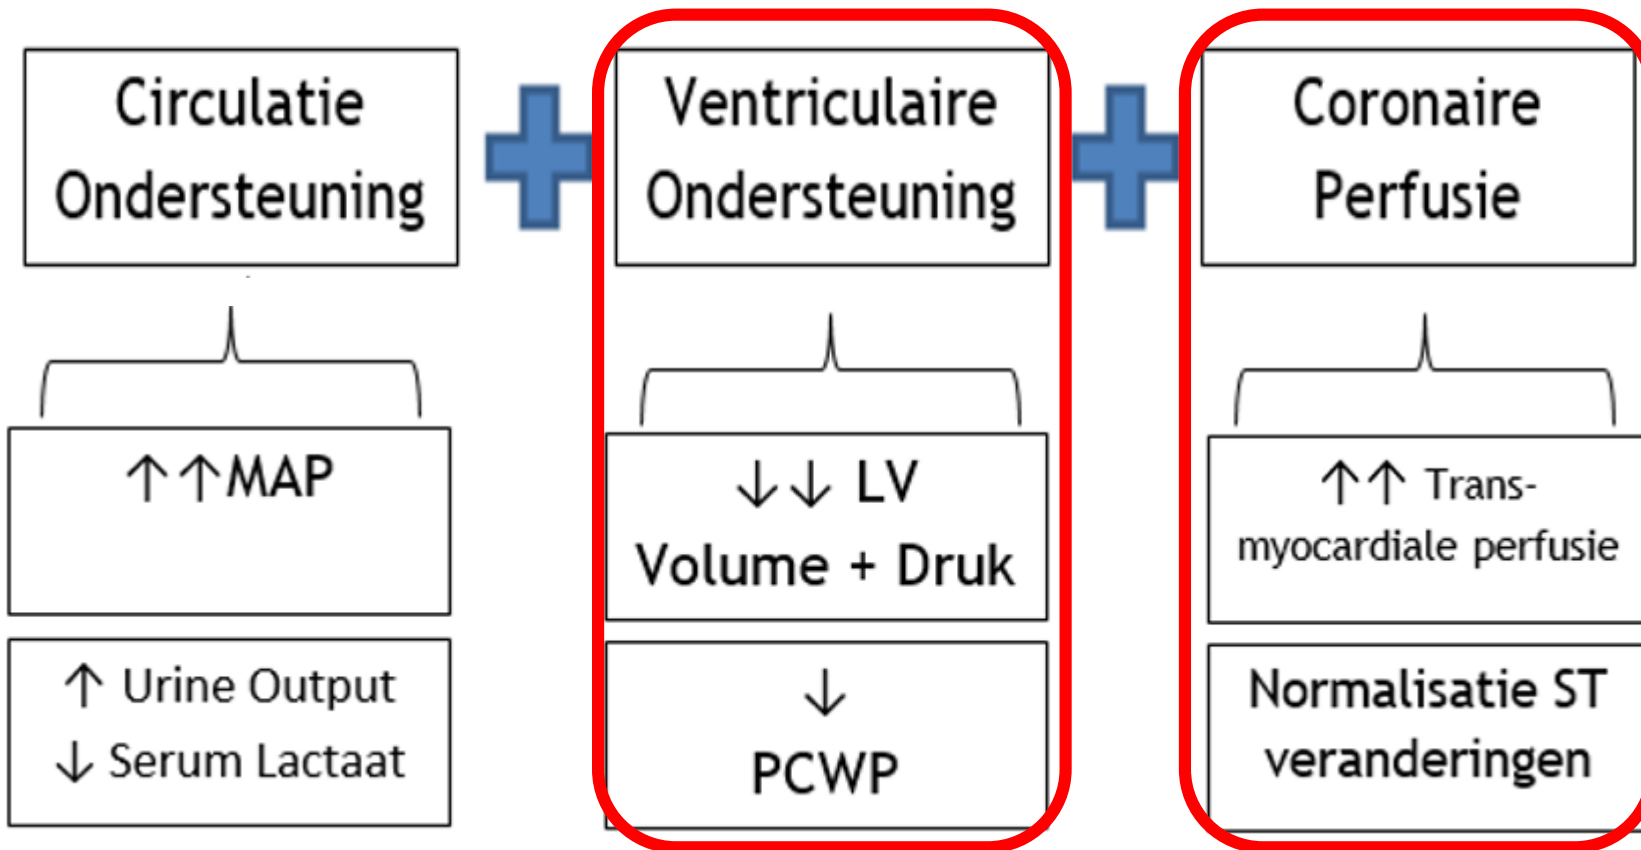 Circulatie
Ondersteuning
↑↑MAP
↑ Urine Output
↓ Serum Lactaat
Ventriculaire
Ondersteuning
↓↓ LV
Volume + Druk
↓
PCWP
Coronaire
Perfusie
↑↑ Trans-
myocardiale perfusie
Normalisatie ST
veranderingen